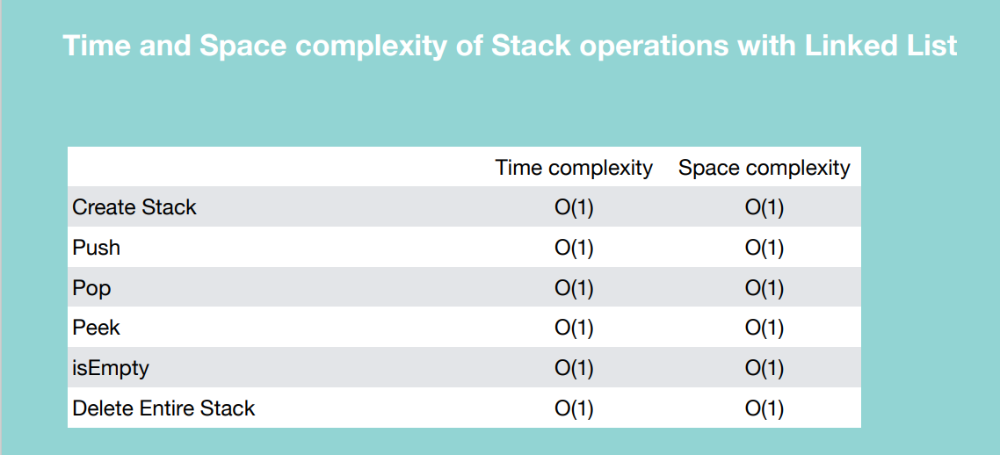 Time and Space complexity of Stack operations with Linked List
Time complexity Space complexity
Create Stack O(1) O(1)
Push O(1) O(1)
Pop O(1) O(1)
Peek O(1) O(1)
isEmpty O(1) O(1)
Delete Entire Stack O(1) O(1)